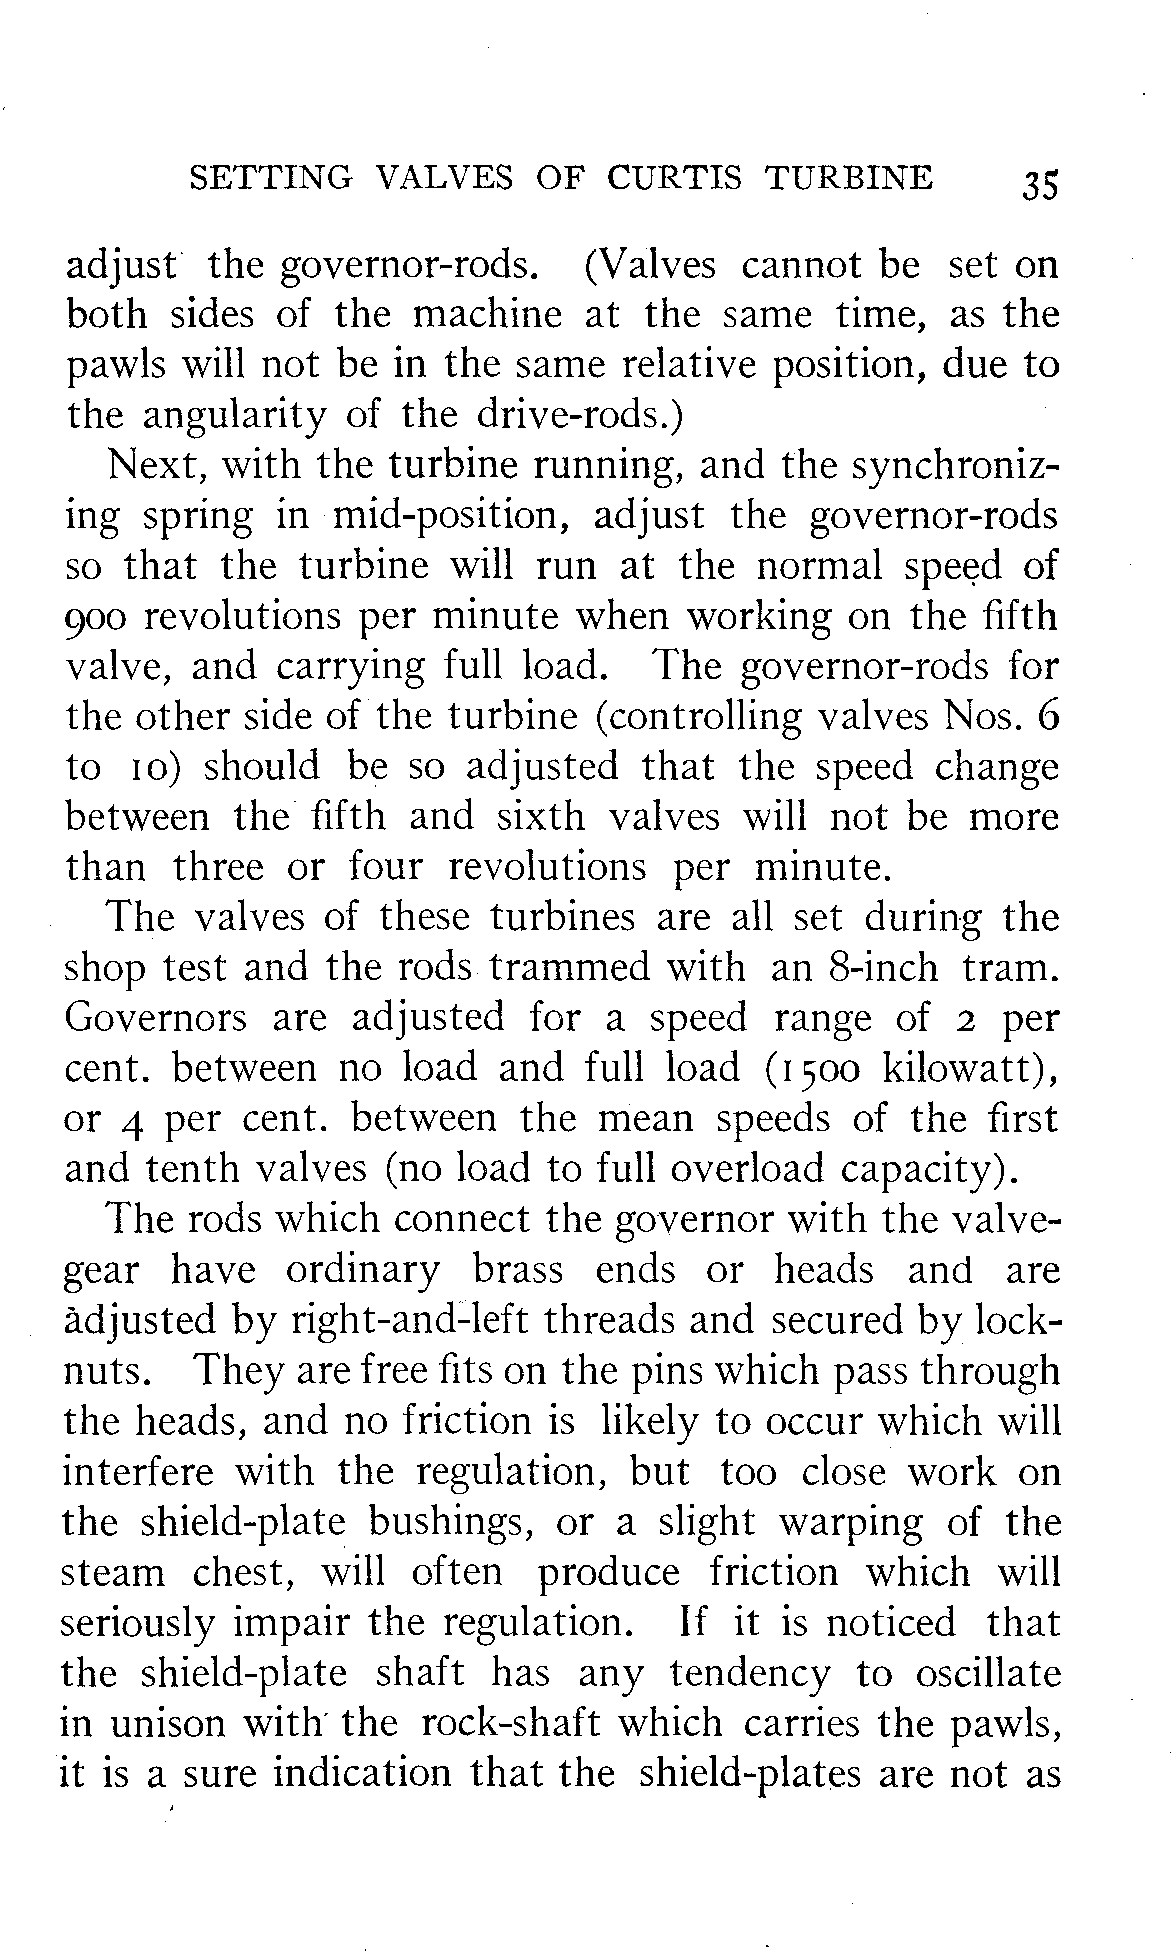 SETTING VALVES OF CURTIS TURBINE 35
adjust the governor-rods. (Valves cannot be set on
both sides of the machine at the same time, as the
pawls will not be in the same relative position, due to
the angularity of the drive-rods.)
Next, with the turbine running, and the synchroniz-
ing spring in mid-position, adjust the governor-rods
so that the turbine will run at the normal speed of
900 revolutions per minute when working on the fifth
valve, and carrying full load. The governor-rods for
the other side of the turbine (controlling valves Nos. 6
to 10) should be so adjusted that the speed change
between the fifth and sixth valves will not be more
than three or four revolutions per minute.
The valves of these turbines are all set during the
shop test and the rods trammed with an 8-inch tram.
Governors are adjusted for a speed range of 2 per
cent. between no load and full load (1500 kilowatt),
or 4 per cent. between the mean speeds of the first
and tenth valves (no load to full overload capacity).
The rods which connect the governor with the valve-
gear have ordinary brass ends or heads and are
adjusted by right-and-left threads and secured by lock-
nuts. They are free fits on the pins which pass through
the heads, and no friction is likely to occur which will
interfere with the regulation, but too close work on
the shield-plate bushings, or a slight warping of the
steam chest, will often produce friction which will
seriously impair the regulation. If it is noticed that
the shield-plate shaft has any tendency to oscillate
in unison with the rock-shaft which carries the pawls,
it is a sure indication that the shield-plates are not as